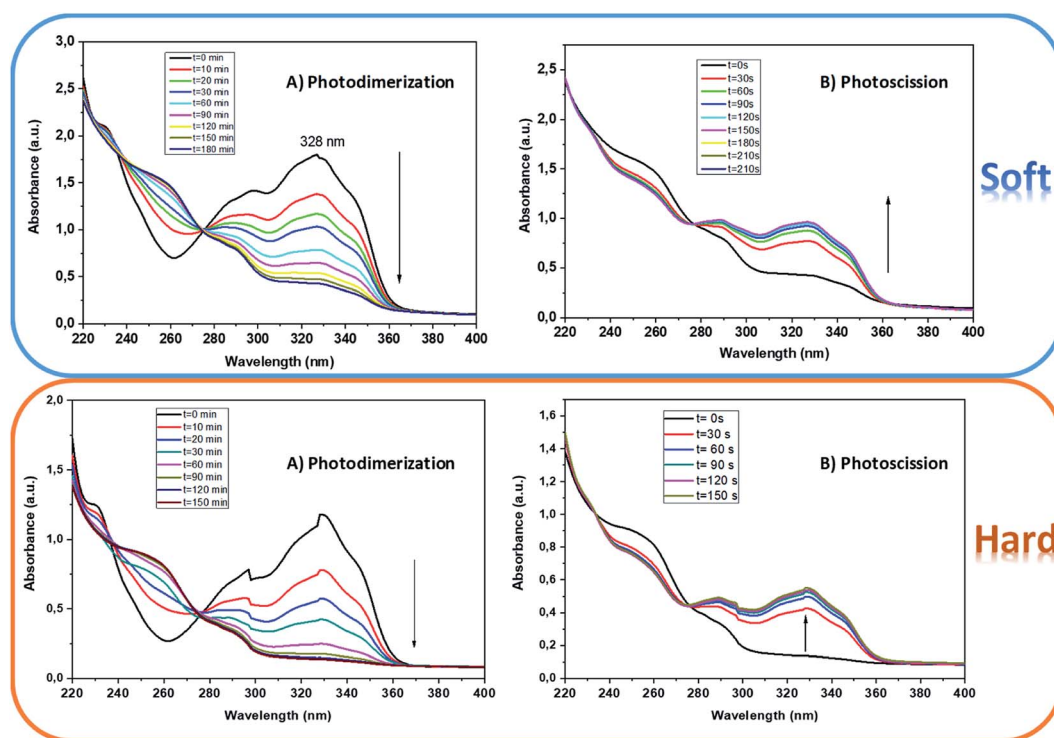 3,0
2,5
2,0
1,5
1,0
0,5
0,0
220 240 260 280 300 320 340 360 380 400
Absorbance (a.u.)
Wavelength (nm)
t=0 min
t=10 min
t=20 min
t=30 min
t=60 min
t=90 min
t=120 min
t=150 min
t=180 min
A) Photodimerization
328 nm
2,5
2,0
1,5
1,0
0,5
0,0
220 240 260 280 300 320 340 360 380 400
Absorbance (a.u.)
Wavelength (nm)
t=0s
t=30s
t=60s
t=90s
t=120s
t=150s
t=180s
t=210s
t=210s
B) Photoscission
Soft
2,0
1,5
1,0
0,5
0,0
220 240 260 280 300 320 340 360 380 400
Absorbance (a.u.)
Wavelength (nm)
t=0 min
t=10 min
t=20 min
t=30 min
t=60 min
t=90 min
t=120 min
t=150 min
A) Photodimerization
1,6
1,4
1,2
1,0
0,8
0,6
0,4
0,2
0,0
220 240 260 280 300 320 340 360 380 400
Absorbance (a.u.)
Wavelength (nm)
t= 0s
t=30 s
t= 60 s
t= 90 s
t=120 s
t=150 s
B) Photoscission
Hard